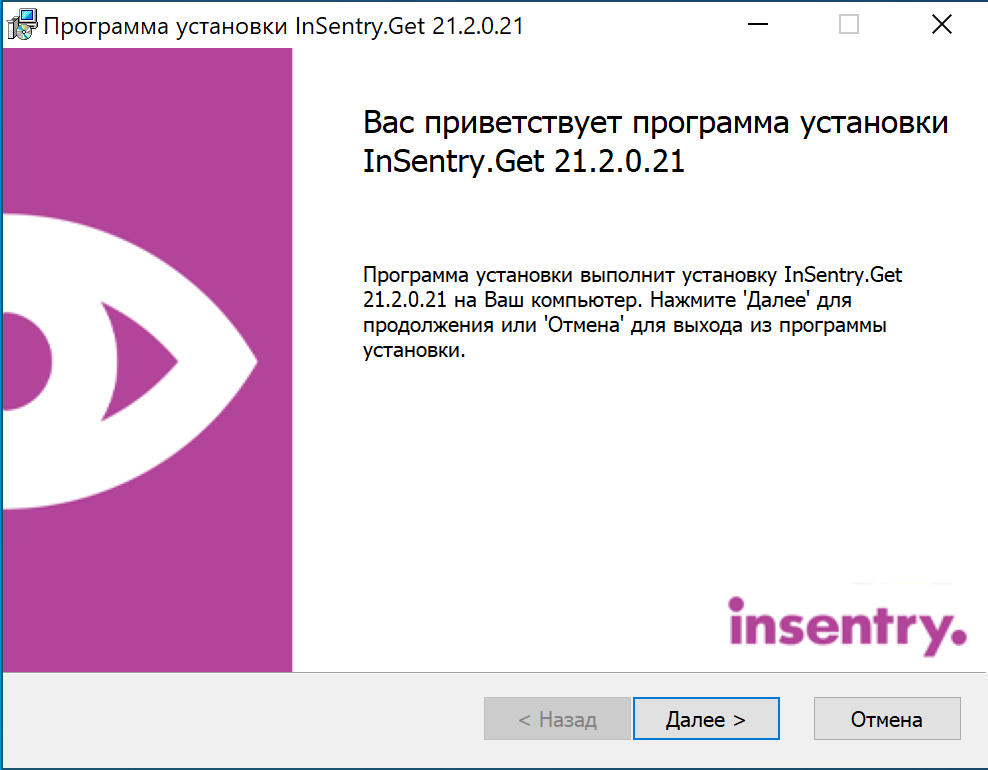 Программа установки InSentry.Get 21.2.0.21
Вас приветствует программа установки
InSentry.Get 21.2.0.21
Программа установки выполнит установку InSentry.Get
21.2.0.21 на Ваш компьютер. Нажмите 'Далее' для
продолжения или 'Отмена' для выхода из программы
установки.
insentry.
< Назад
Далее >
Отмена